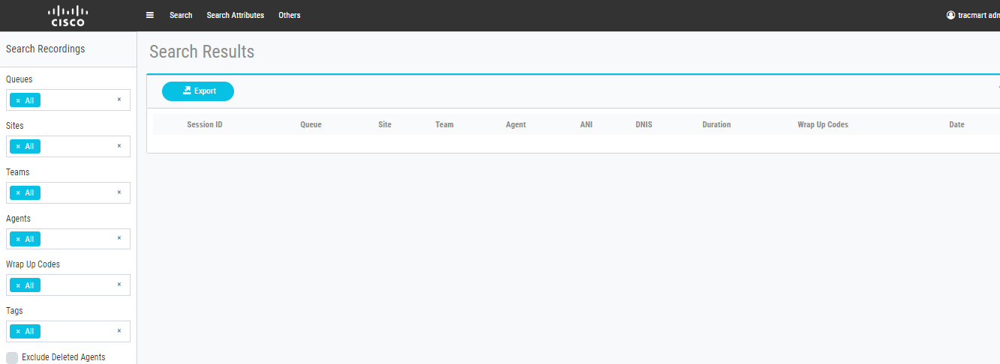 CISCO
Search
Search Attributes
Others
tracmart adn
Search Recordings
Search Results
Queues
× All ×
Export
Sites
× All ×
Session ID
Queue
Site
Team
Agent
ANI
DNIS
Duration
Wrap Up Codes
Date
Teams
× All ×
Agents
× All ×
Wrap Up Codes
× All ×
Tags
× All ×
Exclude Deleted Agents